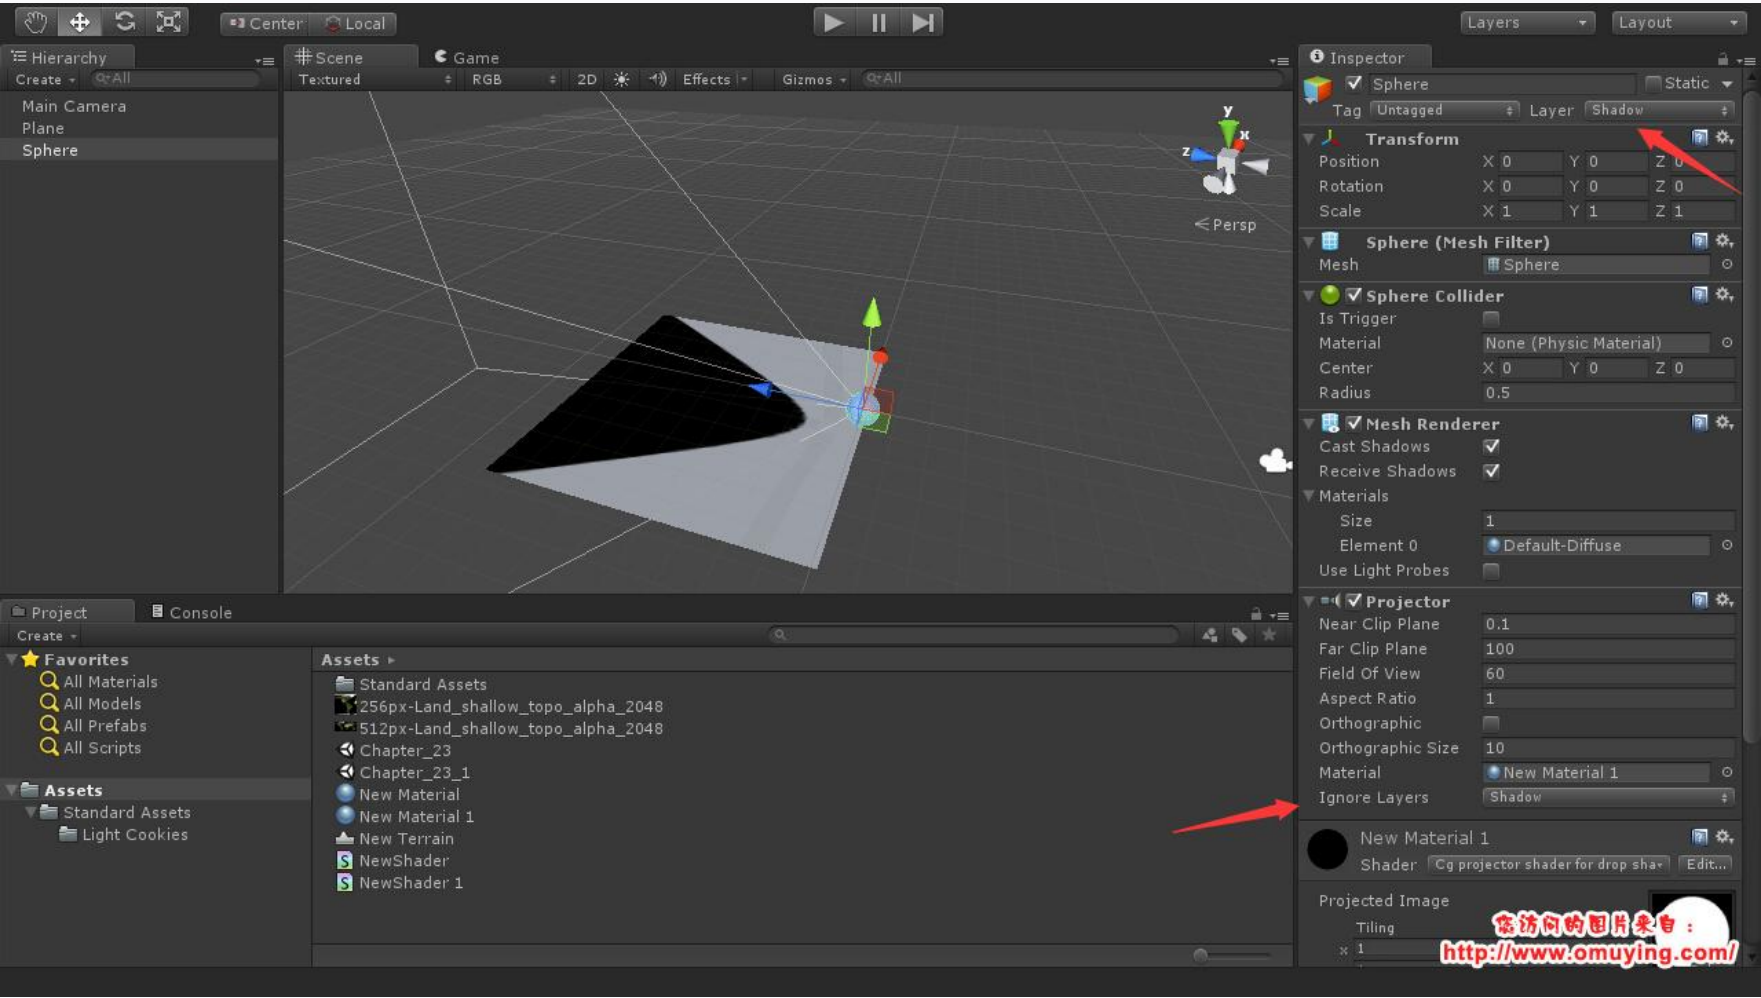 Center Local
Layers Layout
Hierarchy
Create All
Main Camera
Plane
Sphere
Scene Game
Textured RGB 2D Effects Gizmos All
y
x
z
Persp
Inspector
Sphere Static
Tag Untagged Layer Shadow
Transform
Position X 0 Y 0 Z 0
Rotation X 0 Y 0 Z 0
Scale X 1 Y 1 Z 1
Sphere (Mesh Filter)
Mesh Sphere
Sphere Collider
Is Trigger
Material None (Physic Material)
Center X 0 Y 0 Z 0
Radius 0.5
Mesh Renderer
Cast Shadows
Receive Shadows
Materials
Size 1
Element 0 Default-Diffuse
Use Light Probes
Projector
Near Clip Plane 0.1
Far Clip Plane 100
Field Of View 60
Aspect Ratio 1
Orthographic
Orthographic Size 10
Material New Material 1
Ignore Layers Shadow
New Material 1
Shader Cg projector shader for drop sha Edit...
Projected Image
Tiling
x 1
您访问的图片来自：
http://www.omuying.com/
Project Console
Create
Favorites
All Materials
All Models
All Prefabs
All Scripts
Assets
Standard Assets
Light Cookies
Assets
Standard Assets
256px-Land_shallow_topo_alpha_2048
512px-Land_shallow_topo_alpha_2048
Chapter_23
Chapter_23_1
New Material
New Material 1
New Terrain
NewShader
NewShader 1